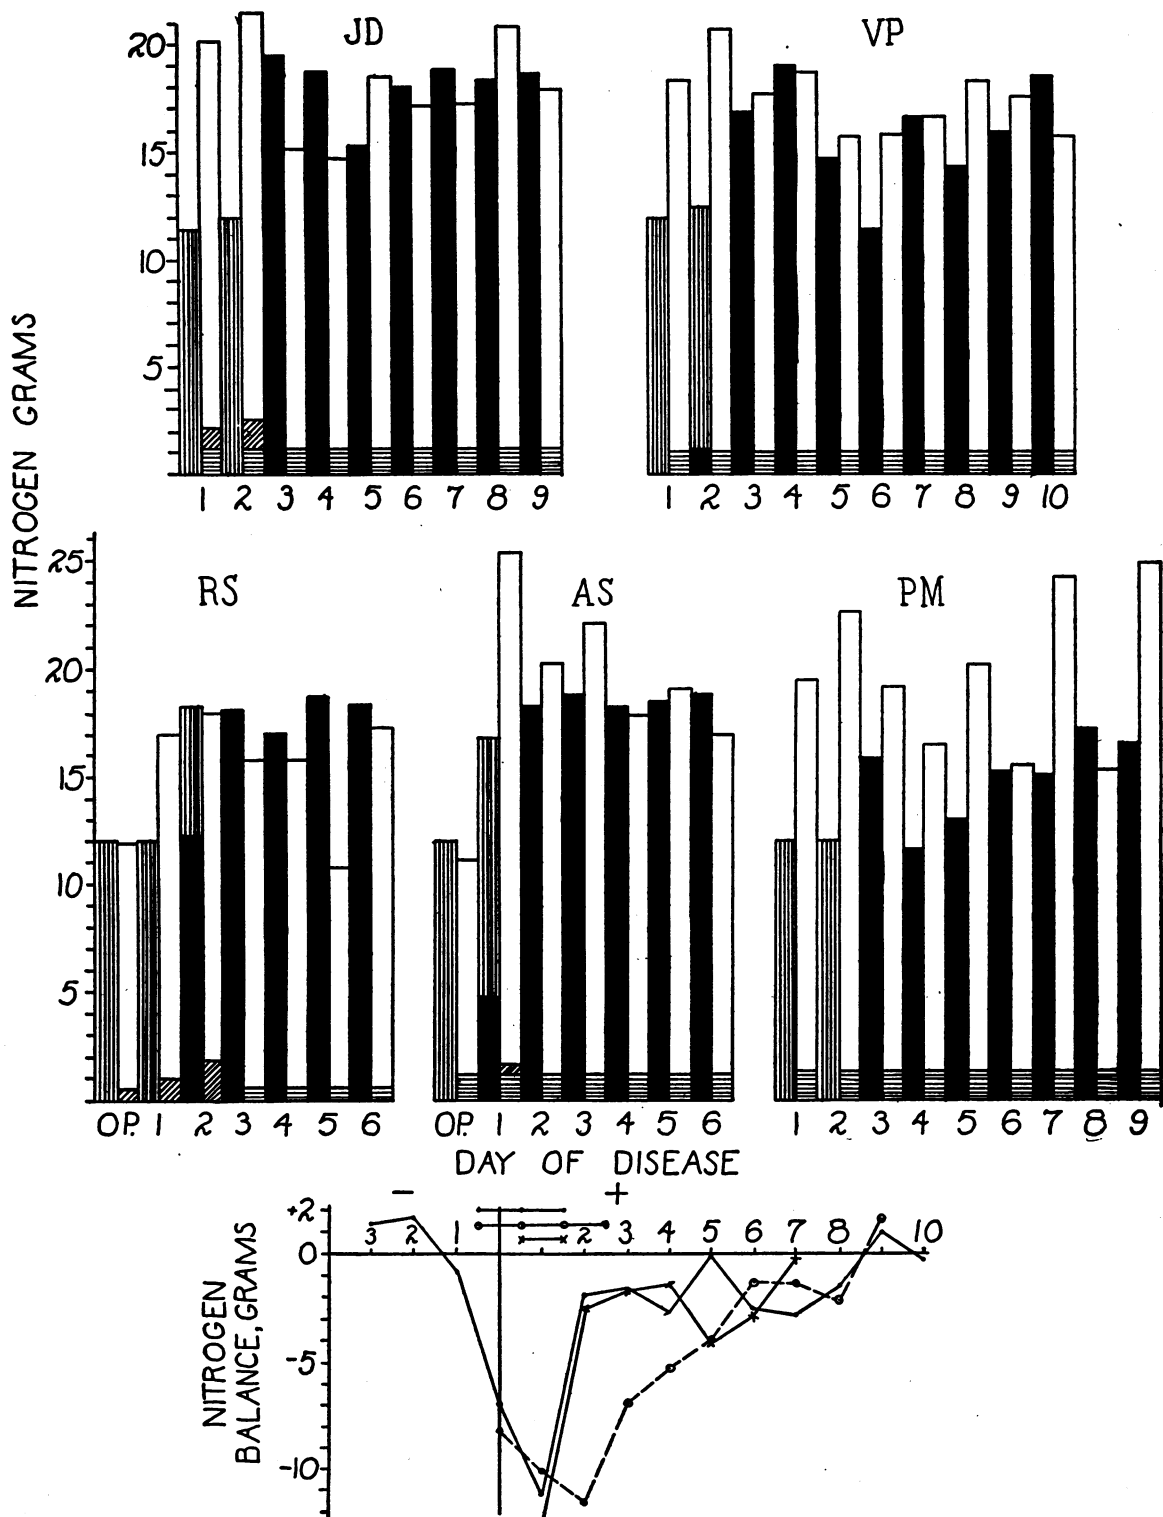 JD
VP
20
15
10
5
1 2 3 4 5 6 7 8 9
1 2 3 4 5 6 7 8 9 10
NITROGEN GRAMS
RS
AS
PM
25
20
15
10
5
OP. 1 2 3 4 5 6
OP. 1 2 3 4 5 6
1 2 3 4 5 6 7 8 9
DAY OF DISEASE
− +
+2
3 2 1 2 3 4 5 6 7 8 10
0
-5
-10
NITROGEN
BALANCE, GRAMS